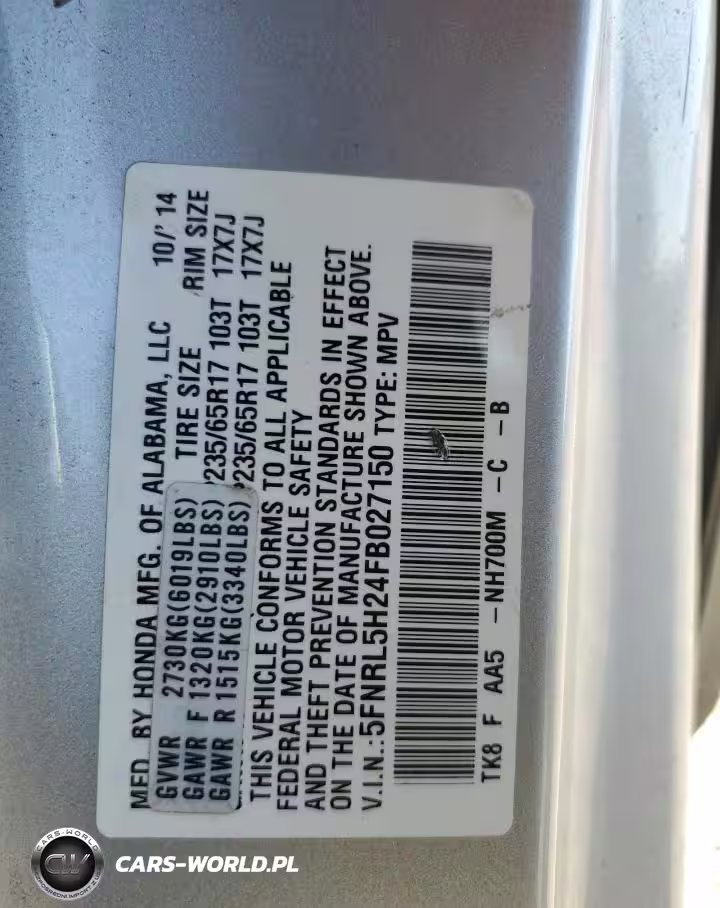 MFD. BY HONDA MFG. OF ALABAMA, LLC 10/' 14
TIRE SIZE RIM SIZE
GVWR 2730KG(6019LBS)
GAWR F 1320KG(2910LBS) P235/65R17 103T 17X7J
GAWR R 1515KG(3340LBS) P235/65R17 103T 17X7J
THIS VEHICLE CONFORMS TO ALL APPLICABLE
FEDERAL MOTOR VEHICLE SAFETY
AND THEFT PREVENTION STANDARDS IN EFFECT
ON THE DATE OF MANUFACTURE SHOWN ABOVE.
V.I.N.:5FNRL5H24FB027150 TYPE: MPV
TK8 F AA5 -NH700M -C -B
CARS-WORLD
CW
CARS-WORLD.PL